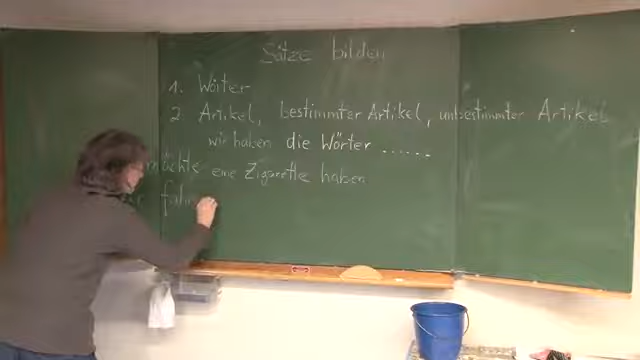 Sätze bilden
1. Wörter
2 Artikel, bestimmter Artikel, unbestimmter Artikel
wir haben die Wörter ......
möchte eine Zigarette haben